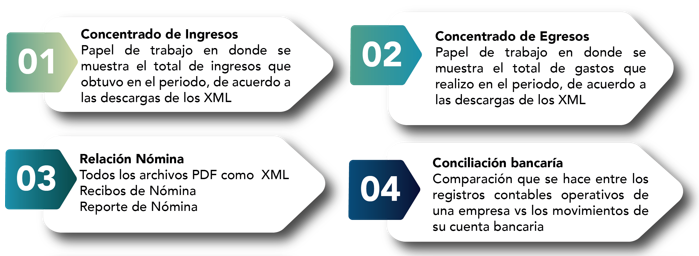 01
Concentrado de Ingresos
Papel de trabajo en donde se
muestra el total de ingresos que
obtuvo en el periodo, de acuerdo a
las descargas de los XML
02
Concentrado de Egresos
Papel de trabajo en donde se
muestra el total de gastos que
realizo en el periodo, de acuerdo a
las descargas de los XML
03
Relación Nómina
Todos los archivos PDF como XML
Recibos de Nómina
Reporte de Nómina
04
Conciliación bancaría
Comparación que se hace entre los
registros contables operativos de
una empresa vs los movimientos de
su cuenta bancaria